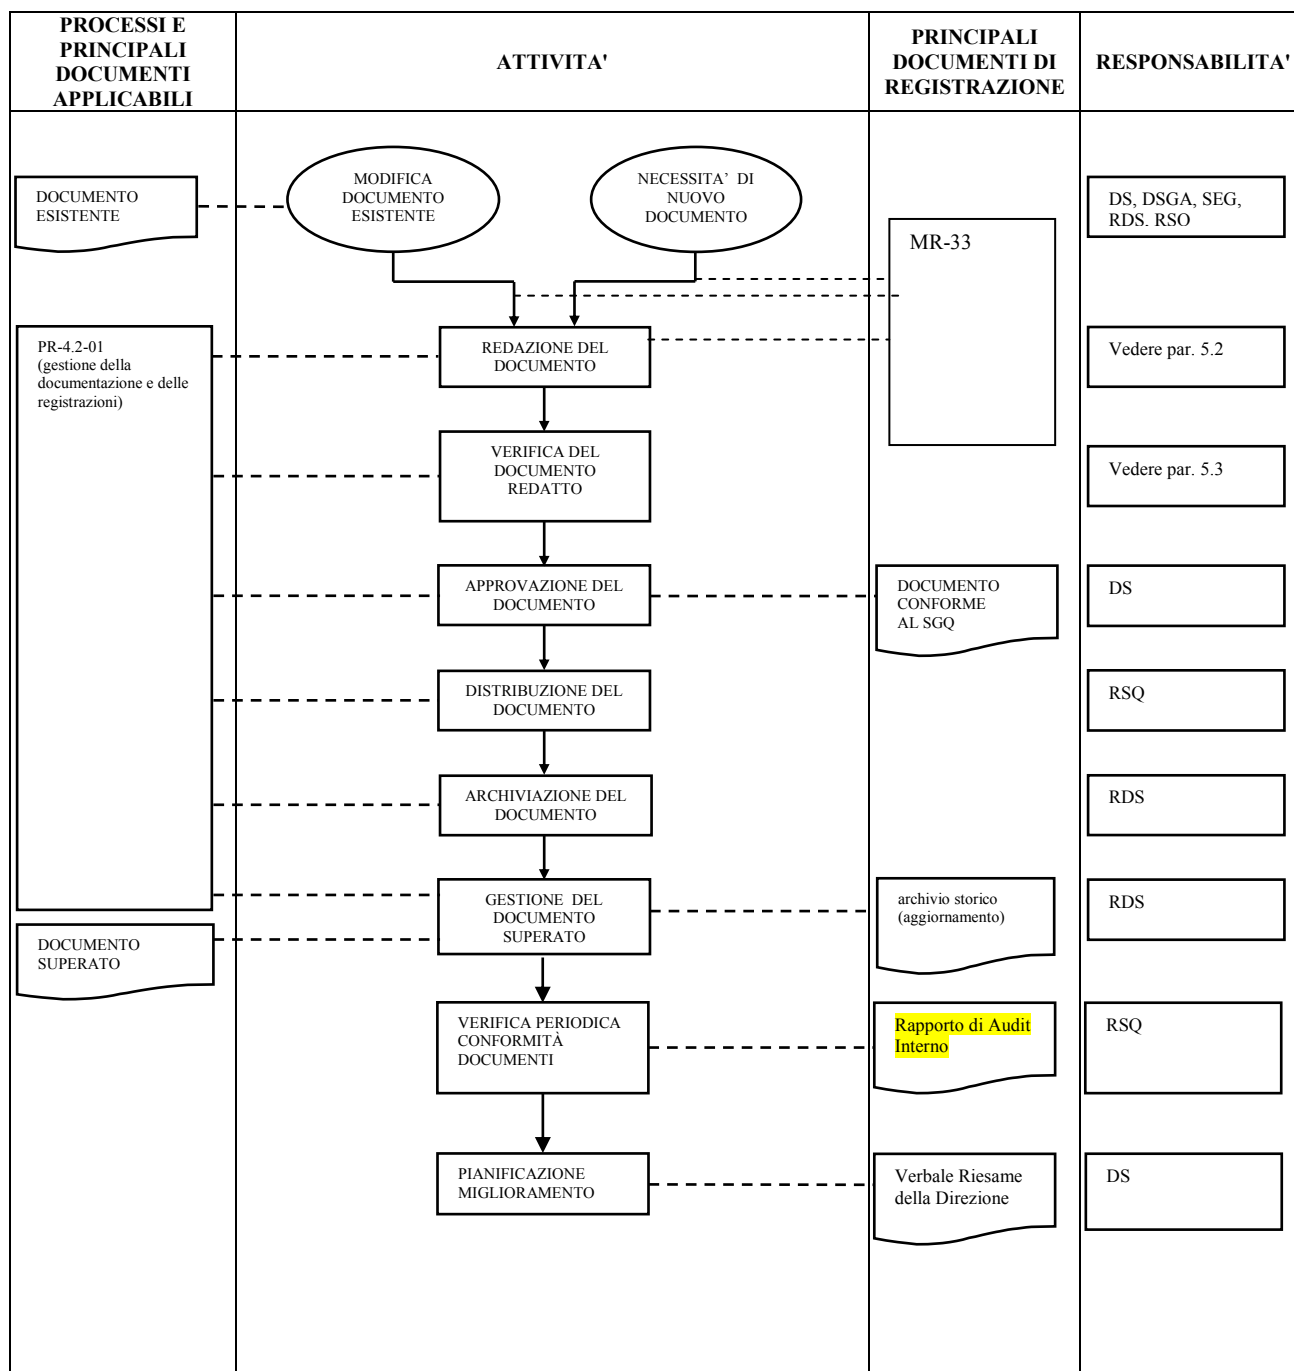 PROCESSI E
PRINCIPALI
DOCUMENTI
APPLICABILI
ATTIVITA'
PRINCIPALI
DOCUMENTI DI
REGISTRAZIONE
RESPONSABILITA'
DOCUMENTO
ESISTENTE
MODIFICA
DOCUMENTO
ESISTENTE
NECESSITA’ DI
NUOVO
DOCUMENTO
MR-33
DS, DSGA, SEG,
RDS, RSO
PR-4.2-01
(gestione della
documentazione e delle
registrazioni)
REDAZIONE DEL
DOCUMENTO
Vedere par. 5.2
VERIFICA DEL
DOCUMENTO
REDATTO
Vedere par. 5.3
APPROVAZIONE DEL
DOCUMENTO
DOCUMENTO
CONFORME
AL SGQ
DS
DISTRIBUZIONE DEL
DOCUMENTO
RSQ
ARCHIVIAZIONE DEL
DOCUMENTO
RDS
GESTIONE DEL
DOCUMENTO
SUPERATO
archivio storico
(aggiornamento)
RDS
DOCUMENTO
SUPERATO
VERIFICA PERIODICA
CONFORMITÀ
DOCUMENTI
Rapporto di Audit
Interno
RSQ
PIANIFICAZIONE
MIGLIORAMENTO
Verbale Riesame
della Direzione
DS